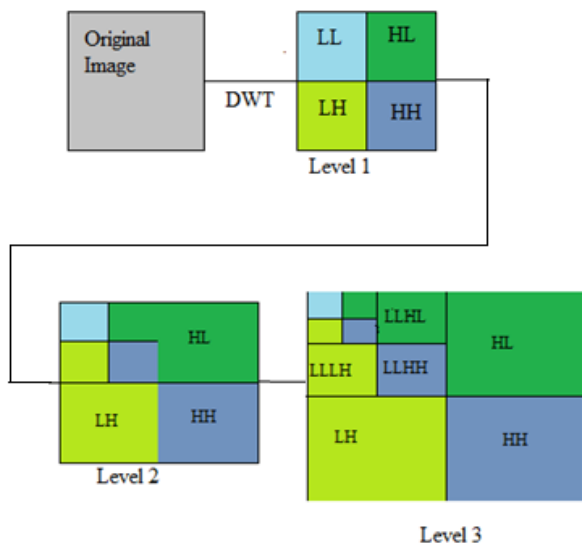 Original
Image
DWT
LL
HL
LH
HH
Level 1
HL
LH
HH
Level 2
LLHL
HL
LLLH
LLHH
LH
HH
Level 3